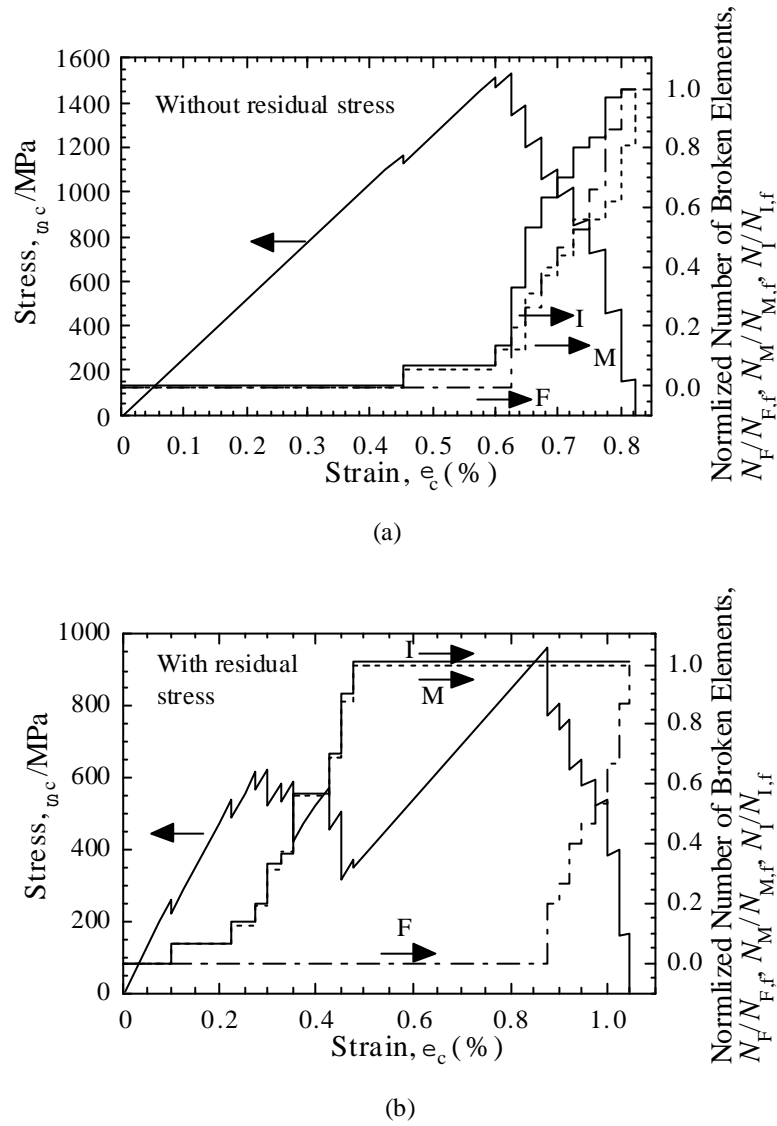 1600
1400
1200
1000
800
600
400
200
0
Stress, σc /MPa
Without residual stress
I
M
F
1.0
0.8
0.6
0.4
0.2
0.0
Normlized Number of Broken Elements,
NF/NF,f, NM/NM,f, NI/NI,f
0 0.1 0.2 0.3 0.4 0.5 0.6 0.7 0.8
Strain, ec (%)
(a)
1000
800
600
400
200
0
Stress, σc /MPa
With residual
stress
I
M
F
1.0
0.8
0.6
0.4
0.2
0.0
Normlized Number of Broken Elements,
NF/NF,f, NM/NM,f, NI/NI,f
0 0.2 0.4 0.6 0.8 1.0
Strain, ec (%)
(b)